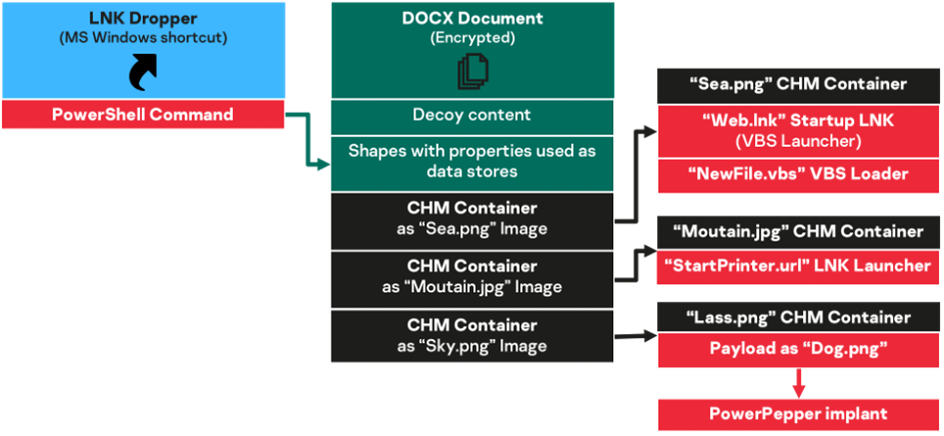 LNK Dropper
(MS Windows shortcut)
PowerShell Command
DOCX Document
(Encrypted)
Decoy content
Shapes with properties used as
data stores
CHM Container
as “Sea.png” Image
CHM Container
as “Moutain.jpg” Image
CHM Container
as “Sky.png” Image
“Sea.png” CHM Container
“Web.lnk” Startup LNK
(VBS Launcher)
“NewFile.vbs” VBS Loader
“Moutain.jpg” CHM Container
“StartPrinter.url” LNK Launcher
“Lass.png” CHM Container
Payload as “Dog.png”
PowerPepper implant